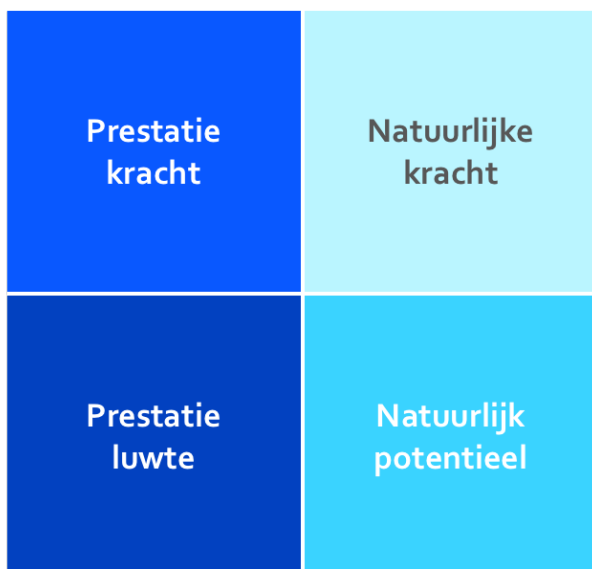 Prestatie
kracht
Natuurlijke
kracht
Prestatie
luwte
Natuurlijk
potentieel